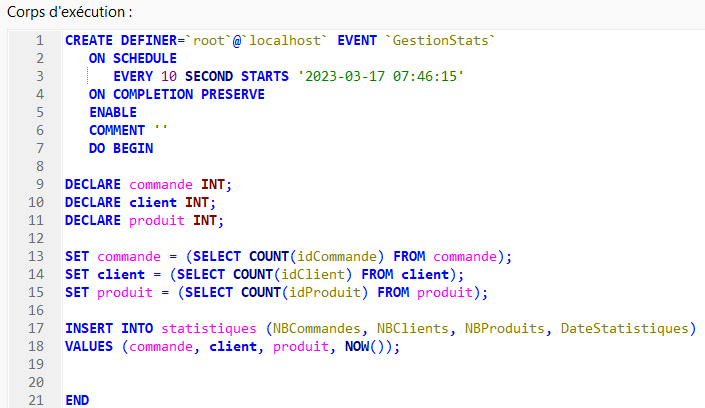 Corps d'exécution :
1 CREATE DEFINER=`root`@`localhost` EVENT `GestionStats`
2 ON SCHEDULE
3 EVERY 10 SECOND STARTS '2023-03-17 07:46:15'
4 ON COMPLETION PRESERVE
5 ENABLE
6 COMMENT ''
7 DO BEGIN
8
9 DECLARE commande INT;
10 DECLARE client INT;
11 DECLARE produit INT;
12
13 SET commande = (SELECT COUNT(idCommande) FROM commande);
14 SET client = (SELECT COUNT(idClient) FROM client);
15 SET produit = (SELECT COUNT(idProduit) FROM produit);
16
17 INSERT INTO statistiques (NBCommandes, NBClients, NBProduits, DateStatistiques)
18 VALUES (commande, client, produit, NOW());
19
20
21 END